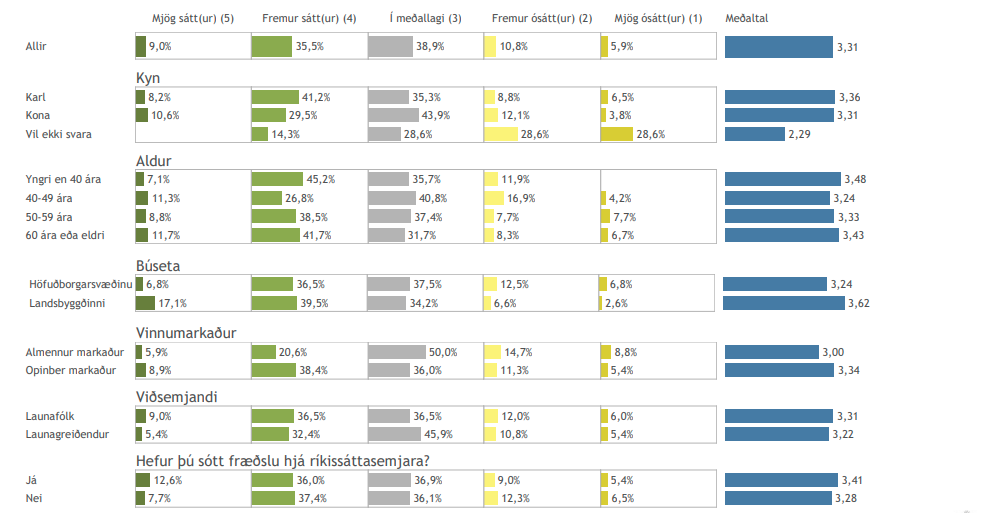 Mjög sátt(ur) (5) Fremur sátt(ur) (4) Í meðallagi (3) Fremur ósátt(ur) (2) Mjög ósátt(ur) (1) Meðaltal
Allir 9,0% 35,5% 38,9% 10,8% 5,9% 3,31
Kyn
Karl 8,2% 41,2% 35,3% 8,8% 6,5% 3,36
Kona 10,6% 29,5% 43,9% 12,1% 3,8% 3,31
Vil ekki svara 14,3% 28,6% 28,6% 28,6% 2,29
Aldur
Yngri en 40 ára 7,1% 45,2% 35,7% 11,9% 3,48
40-49 ára 11,3% 26,8% 40,8% 16,9% 4,2% 3,24
50-59 ára 8,8% 38,5% 37,4% 7,7% 7,7% 3,33
60 ára eða eldri 11,7% 41,7% 31,7% 8,3% 6,7% 3,43
Búseta
Höfuðborgarsvæðinu 6,8% 36,5% 37,5% 12,5% 6,8% 3,24
Landsbyggðinni 17,1% 39,5% 34,2% 6,6% 2,6% 3,62
Vinnumarkaður
Almennur markaður 5,9% 20,6% 50,0% 14,7% 8,8% 3,00
Opinber markaður 8,9% 38,4% 36,0% 11,3% 5,4% 3,34
Viðsemjandi
Launafólk 9,0% 36,5% 36,5% 12,0% 6,0% 3,31
Launagreiðendur 5,4% 32,4% 45,9% 10,8% 5,4% 3,22
Hefur þú sótt fræðslu hjá ríkissáttasemjara?
Já 12,6% 36,0% 36,9% 9,0% 5,4% 3,41
Nei 7,7% 37,4% 36,1% 12,3% 6,5% 3,28